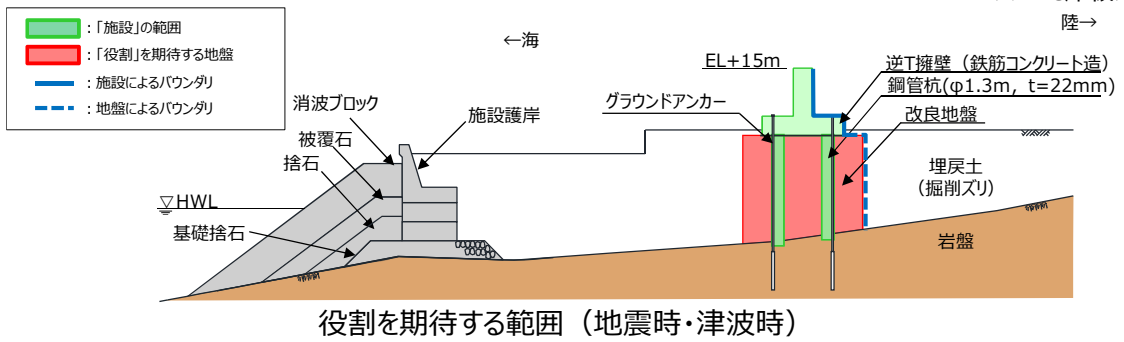 ：「施設」の範囲
：「役割」を期待する地盤
：施設によるバウンダリ
：地盤によるバウンダリ
←海
陸→
EL+15m
逆T擁壁（鉄筋コンクリート造）
鋼管杭(φ1.3m，t=22mm)
グラウンドアンカー
改良地盤
消波ブロック
施設護岸
被覆石
捨石
埋戻土
（掘削ズリ）
▽HWL
基礎捨石
岩盤
役割を期待する範囲（地震時・津波時）